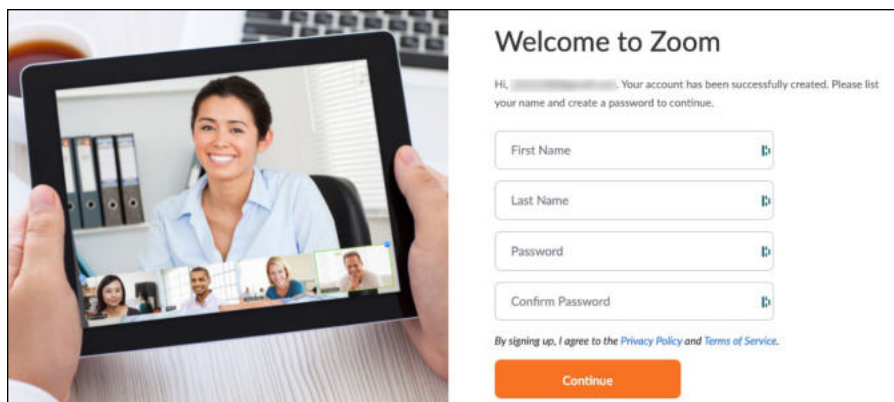 Welcome to Zoom
Hi, . Your account has been successfully created. Please list
your name and create a password to continue.
First Name
Last Name
Password
Confirm Password
By signing up, I agree to the Privacy Policy and Terms of Service.
Continue